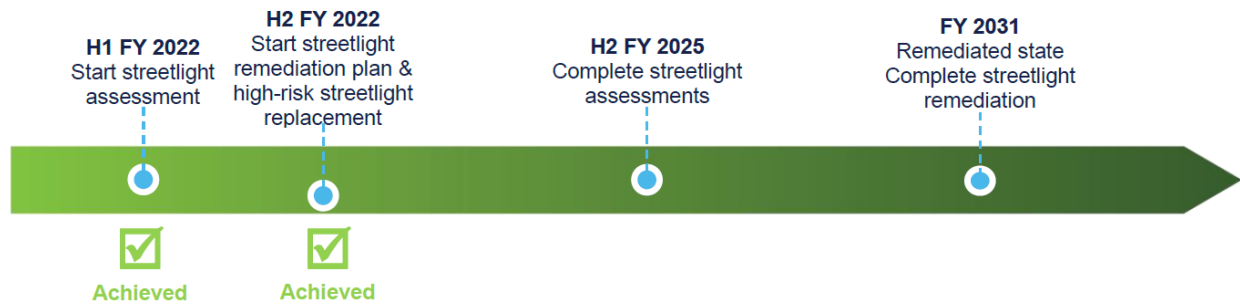 H1 FY 2022
Start streetlight
assessment
H2 FY 2022
Start streetlight
remediation plan &
high-risk streetlight
replacement
H2 FY 2025
Complete streetlight
assessments
FY 2031
Remediated state
Complete streetlight
remediation
Achieved
Achieved